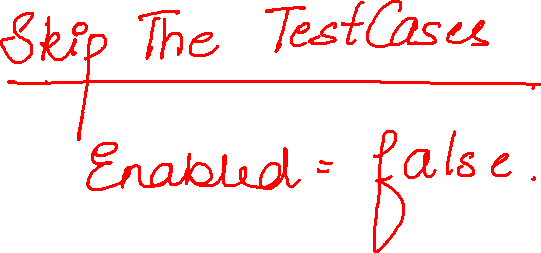 Skip The TestCases
Enabled = false.